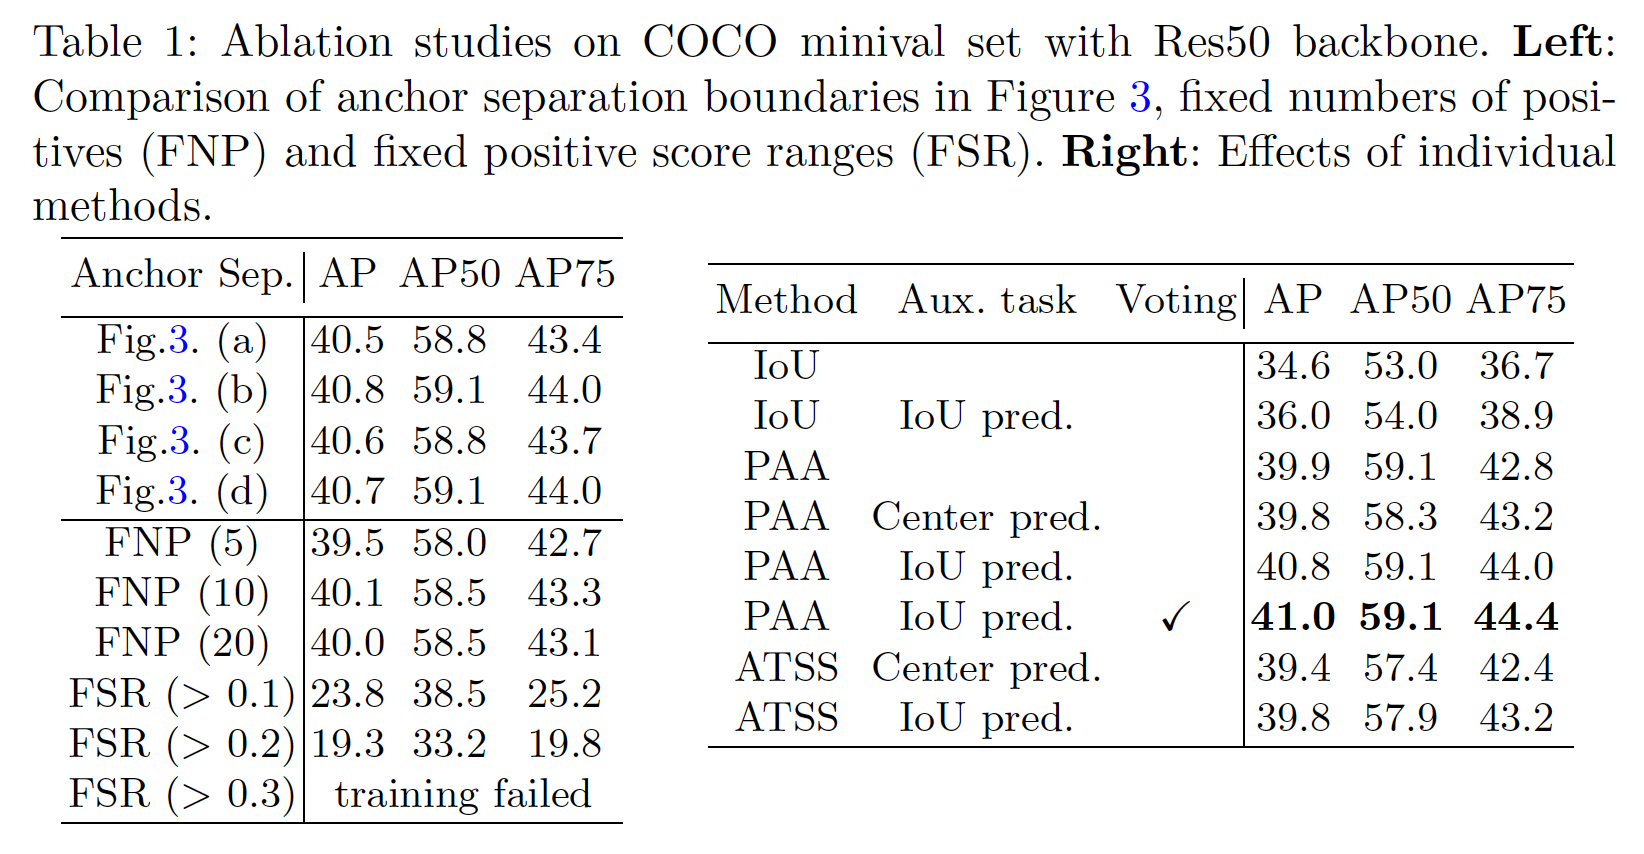 Table 1: Ablation studies on COCO minival set with Res50 backbone. Left:
Comparison of anchor separation boundaries in Figure 3, fixed numbers of posi-
tives (FNP) and fixed positive score ranges (FSR). Right: Effects of individual
methods.
Anchor Sep. AP AP50 AP75
Fig.3. (a) 40.5 58.8 43.4
Fig.3. (b) 40.8 59.1 44.0
Fig.3. (c) 40.6 58.8 43.7
Fig.3. (d) 40.7 59.1 44.0
FNP (5) 39.5 58.0 42.7
FNP (10) 40.1 58.5 43.3
FNP (20) 40.0 58.5 43.1
FSR (> 0.1) 23.8 38.5 25.2
FSR (> 0.2) 19.3 33.2 19.8
FSR (> 0.3) training failed
Method Aux. task Voting AP AP50 AP75
IoU 34.6 53.0 36.7
IoU IoU pred. 36.0 54.0 38.9
PAA 39.9 59.1 42.8
PAA Center pred. 39.8 58.3 43.2
PAA IoU pred. 40.8 59.1 44.0
PAA IoU pred. ✓ 41.0 59.1 44.4
ATSS Center pred. 39.4 57.4 42.4
ATSS IoU pred. 39.8 57.9 43.2